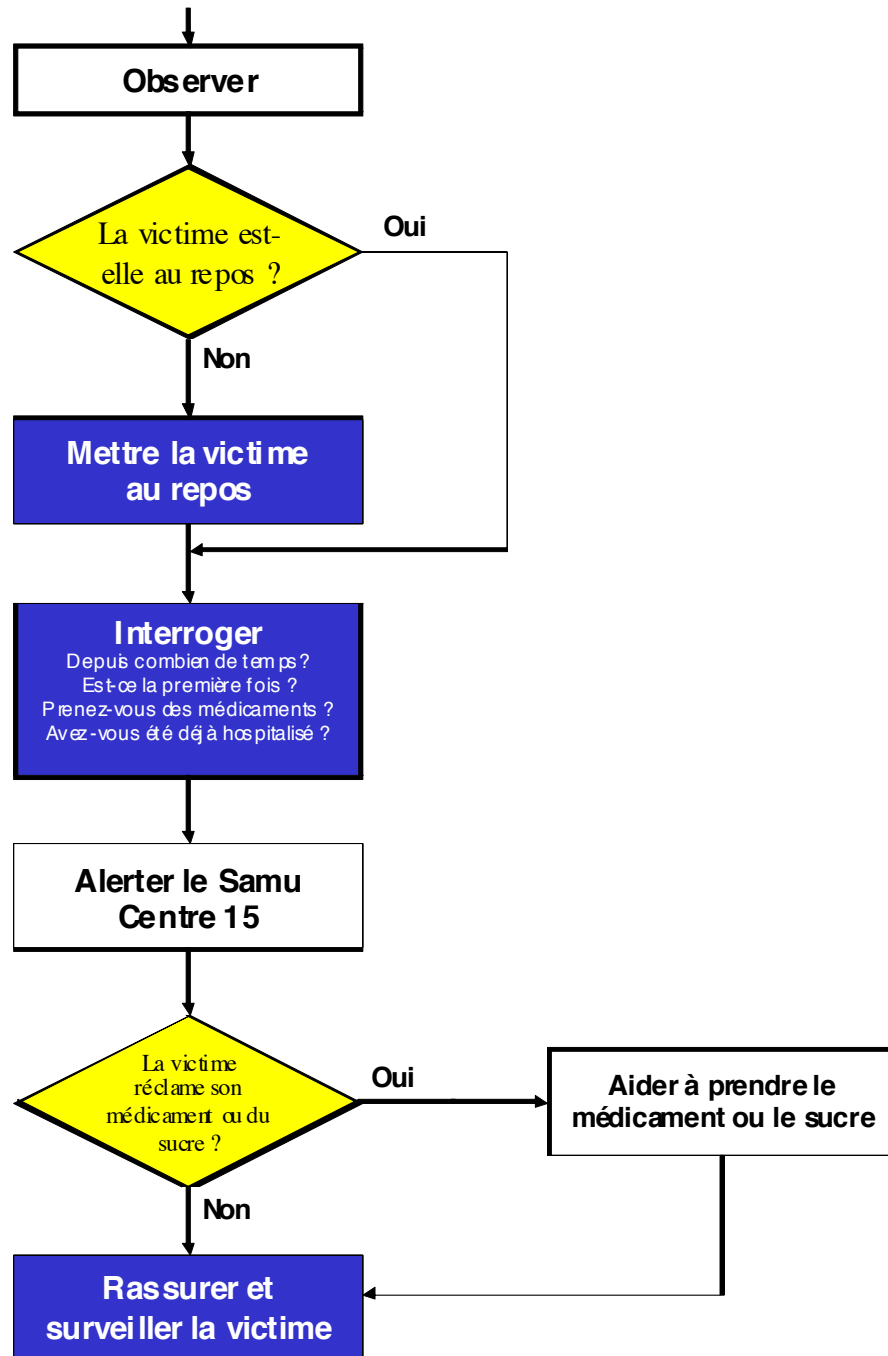 Observer
La victime est-
elle au repos ?
Oui
Non
Mettre la victime
au repos
Interroger
Depuis combien de temps?
Est-ce la première fois ?
Prenez-vous des médicaments ?
Avez-vous été déjà hospitalisé ?
Alerter le Samu
Centre 15
La victime
réclame son
médicament ou du
sucre ?
Oui
Aider à prendre le
médicament ou le sucre
Non
Rassurer et
surveiller la victime